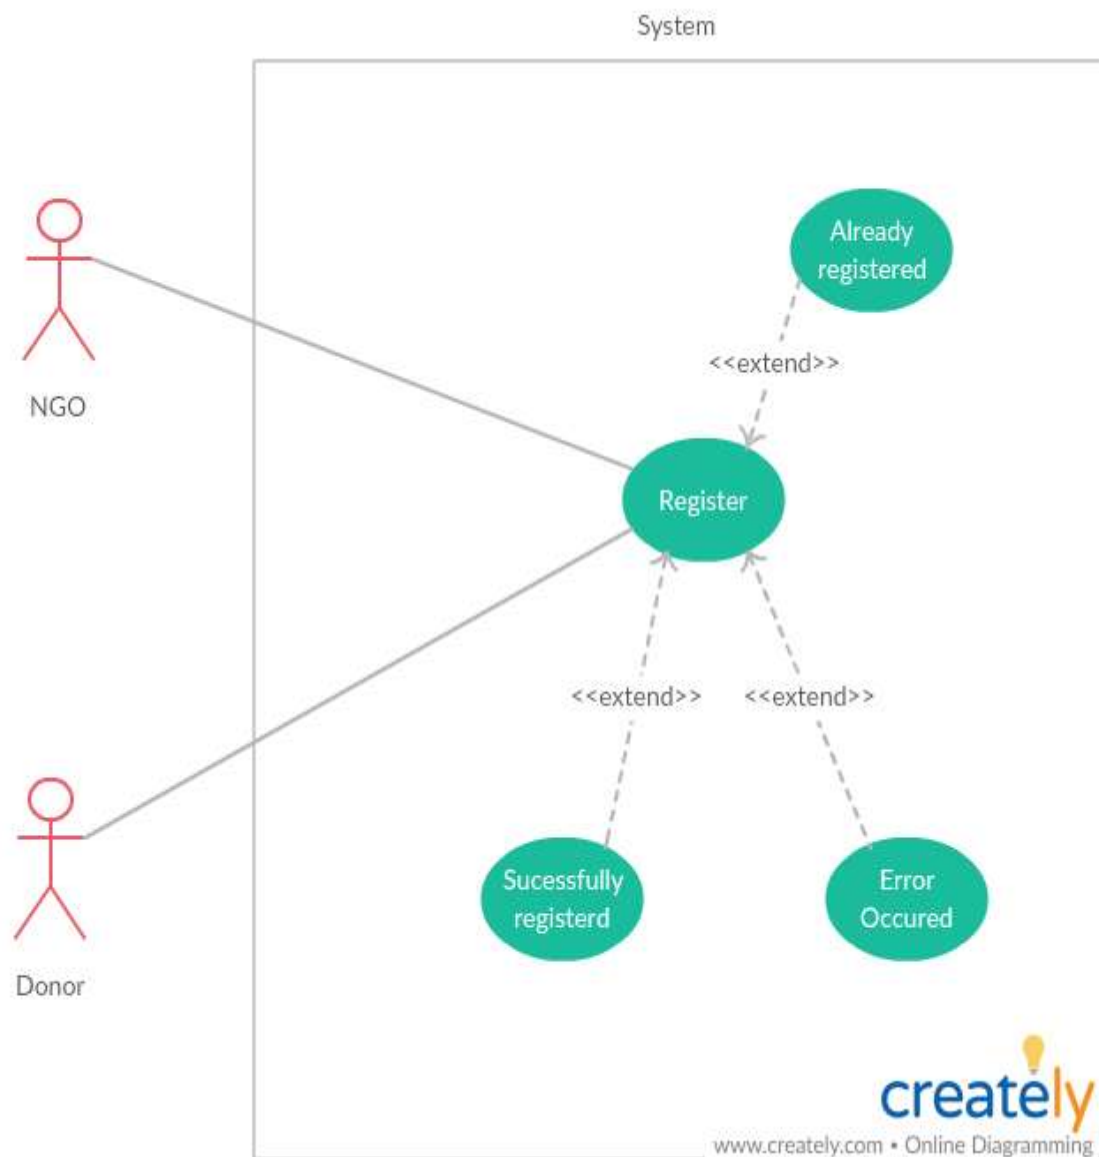 System
Already
registered
<<extend>>
NGO
Register
<<extend>>
<<extend>>
Sucessfully
registerd
Error
Occured
Donor
creately
www.creately.com • Online Diagramming